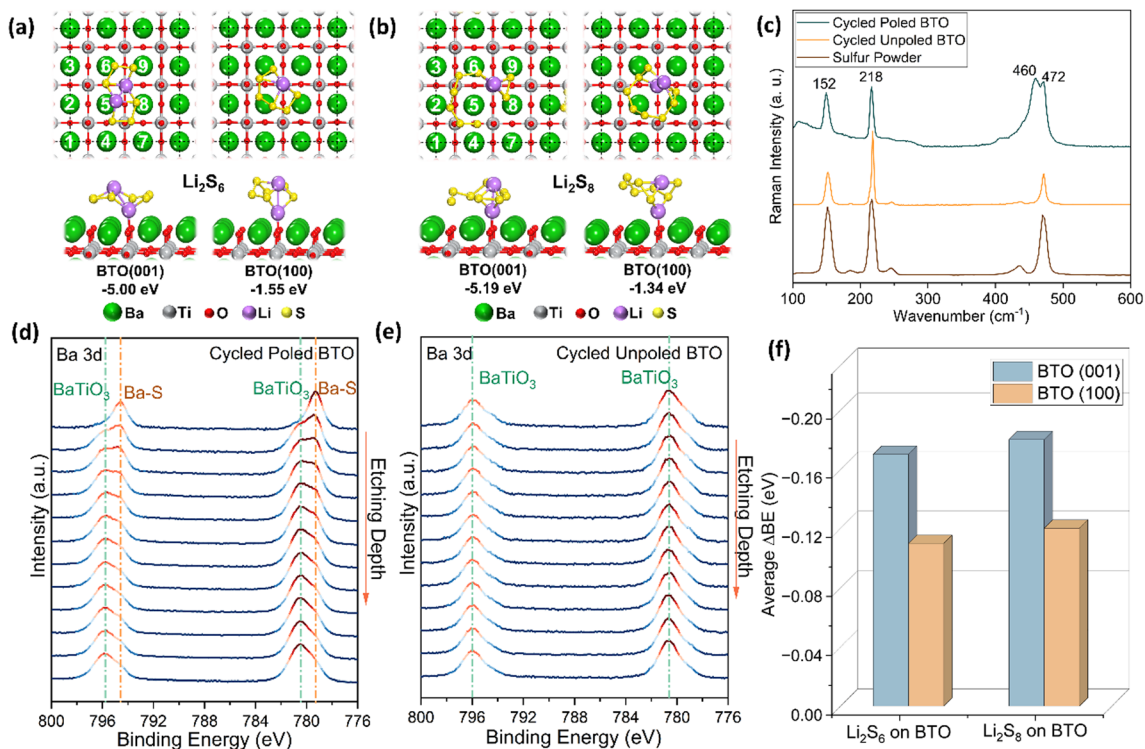 (a)
3 6 9
2 5 8
1 4 7
Li2S6
BTO(001)
-5.00 eV
BTO(100)
-1.55 eV
Ba Ti O Li S
(b)
3 6 9
2 5 8
1 4 7
Li2S8
BTO(001)
-5.19 eV
BTO(100)
-1.34 eV
Ba Ti O Li S
(c)
Cycled Poled BTO
Cycled Unpoled BTO
Sulfur Powder
152 218 460 472
Raman Intensity (a. u.)
100 200 300 400 500 600
Wavenumber (cm-1)
(d)
Ba 3d Cycled Poled BTO
BaTiO3 Ba-S BaTiO3 Ba-S
Intensity (a.u.)
Etching Depth
800 796 792 788 784 780 776
Binding Energy (eV)
(e)
Ba 3d Cycled Unpoled BTO
BaTiO3 BaTiO3
Intensity (a.u.)
Etching Depth
800 796 792 788 784 780 776
Binding Energy (eV)
(f)
BTO (001)
BTO (100)
Average ΔBE (eV)
−0.20
−0.16
−0.12
−0.08
−0.04
0.00
Li2S6 on BTO Li2S8 on BTO